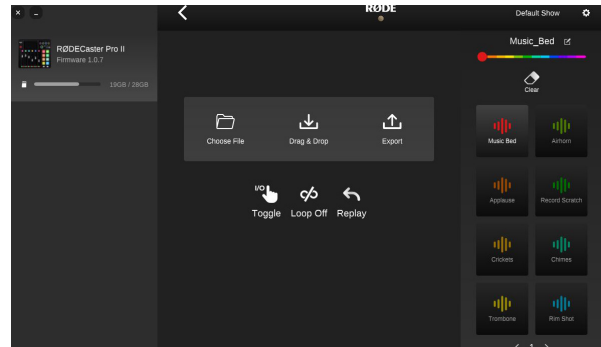 RØDE
Default Show
RØDECaster Pro II
Firmware 1.0.7
19GB / 28GB
Music_Bed
Clear
Choose File
Drag & Drop
Export
I/O
Toggle
Loop Off
Replay
Music Bed
Airhorn
Applause
Record Scratch
Crickets
Chimes
Trombone
Rim Shot
1